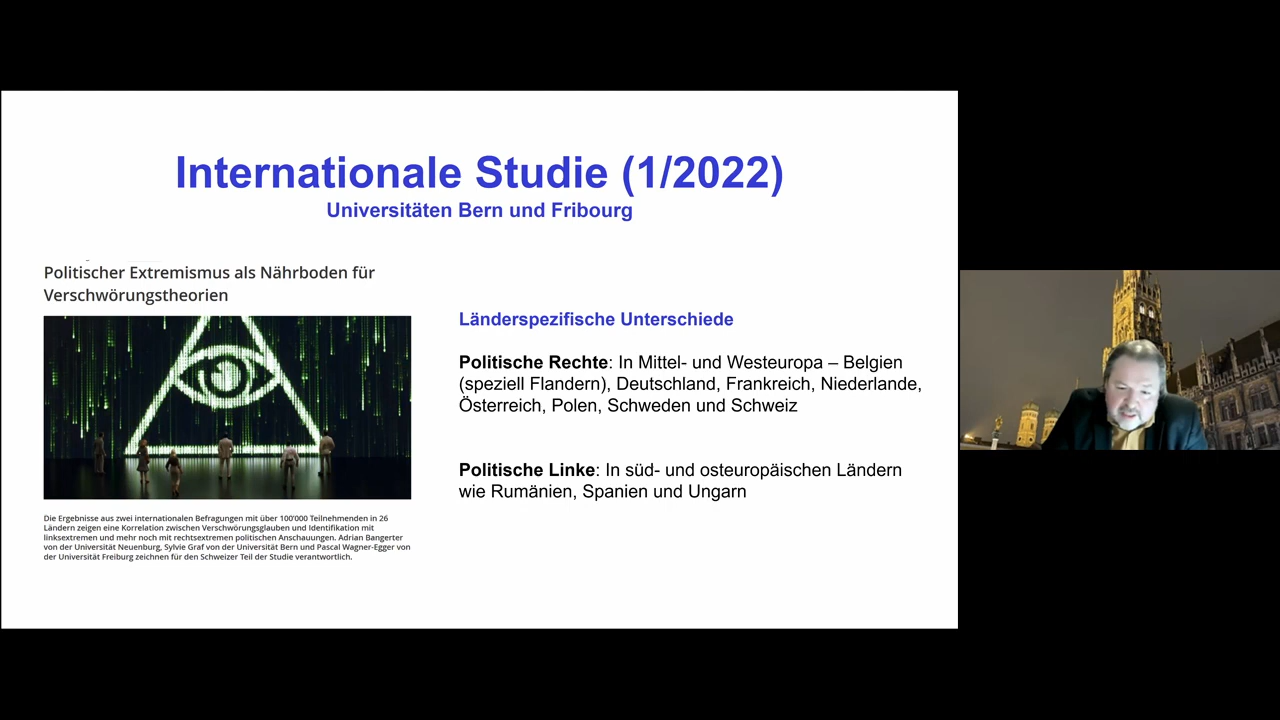 Internationale Studie (1/2022)
Universitäten Bern und Fribourg
Politischer Extremismus als Nährboden für
Verschwörungstheorien
Die Ergebnisse aus zwei internationalen Befragungen mit über 100'000 Teilnehmenden in 26
Ländern zeigen eine Korrelation zwischen Verschwörungsglauben und Identifikation mit
linksextremen und mehr noch mit rechtsextremen politischen Anschauungen. Adrian Bangerter
von der Universität Neuenburg, Sylvie Graf von der Universität Bern und Pascal Wagner-Egger von
der Universität Freiburg zeichnen für den Schweizer Teil der Studie verantwortlich.
Länderspezifische Unterschiede
Politische Rechte: In Mittel- und Westeuropa – Belgien
(speziell Flandern), Deutschland, Frankreich, Niederlande,
Österreich, Polen, Schweden und Schweiz
Politische Linke: In süd- und osteuropäischen Ländern
wie Rumänien, Spanien und Ungarn